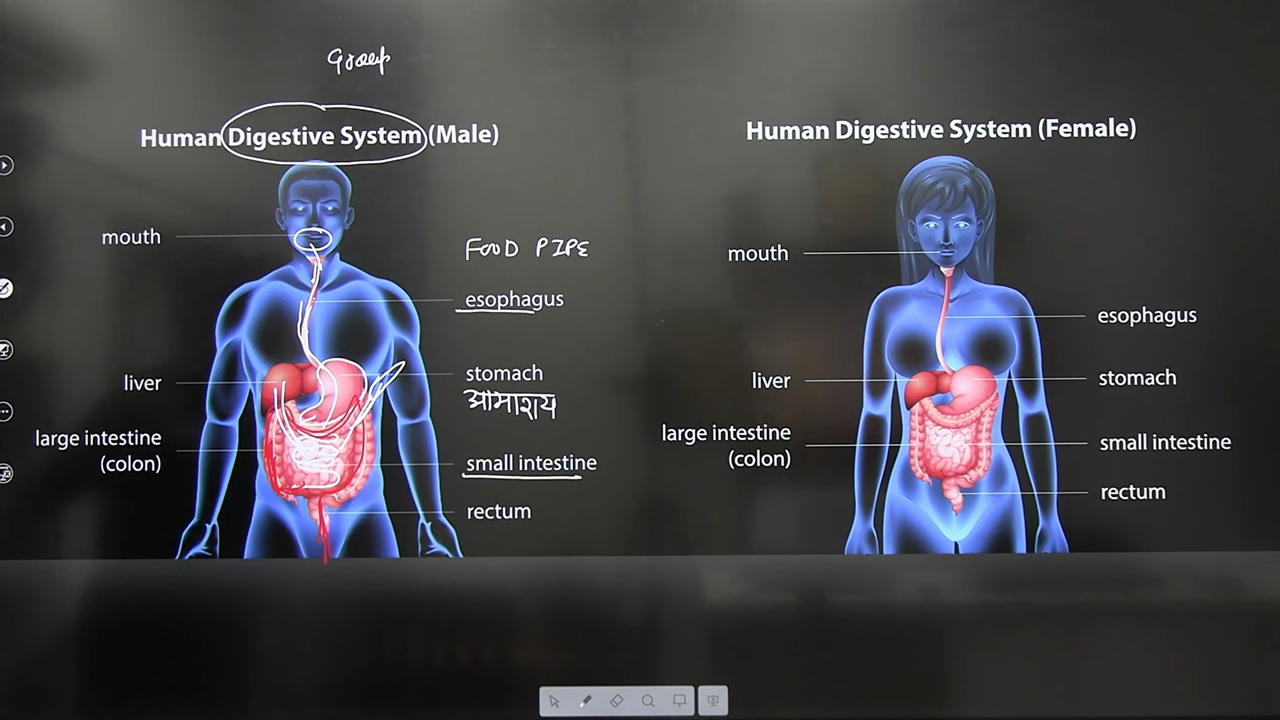 Group
Human Digestive System (Male)
mouth
FOOD PIPE
esophagus
liver
stomach
आमाशय
large intestine
(colon)
small intestine
rectum
Human Digestive System (Female)
mouth
esophagus
liver
stomach
large intestine
(colon)
small intestine
rectum